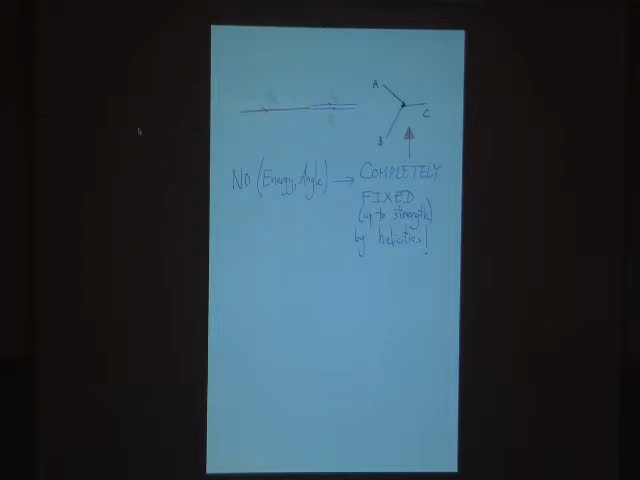 A
C
B
NO (Energy, Angle) → COMPLETELY
FIXED
(up to strength)
by helicities!